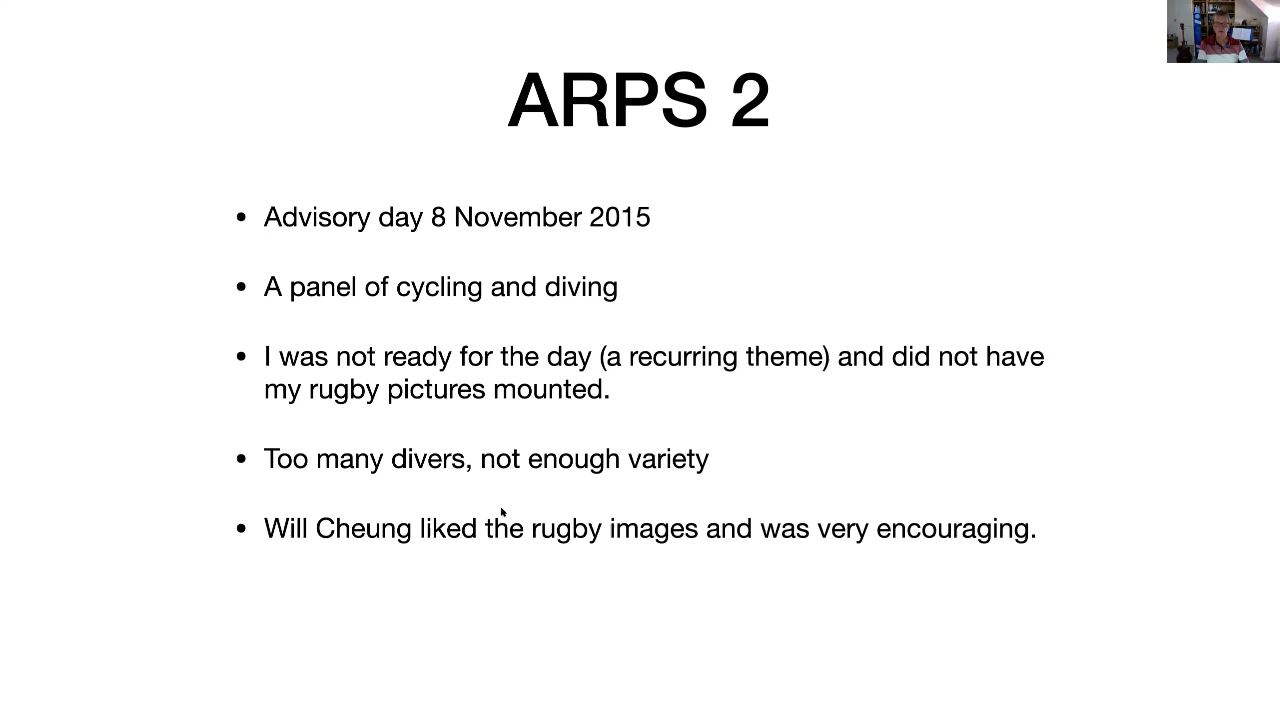 ARPS 2
• Advisory day 8 November 2015
• A panel of cycling and diving
• I was not ready for the day (a recurring theme) and did not have
my rugby pictures mounted.
• Too many divers, not enough variety
• Will Cheung liked the rugby images and was very encouraging.